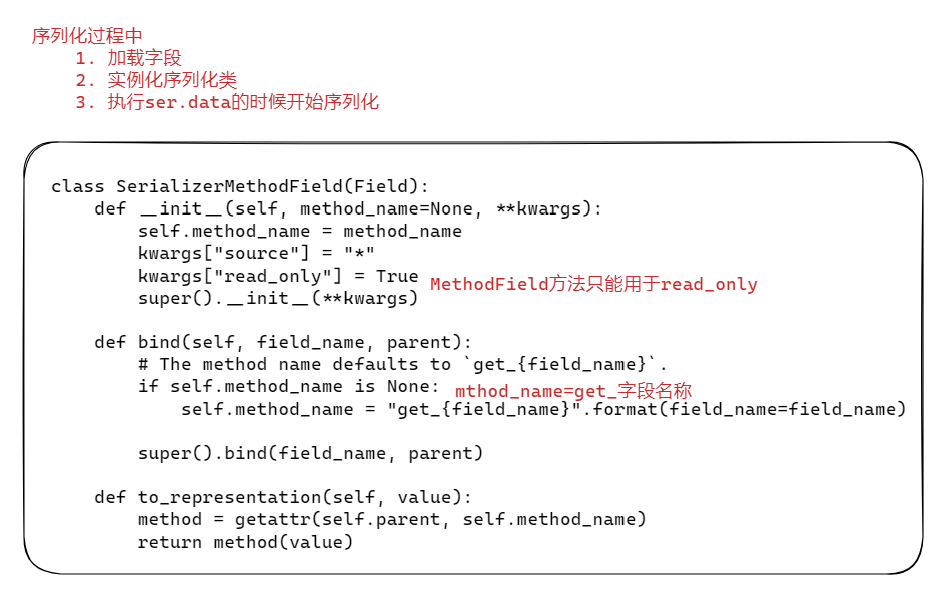 序列化过程中
1. 加载字段
2. 实例化序列化类
3. 执行ser.data的时候开始序列化
class SerializerMethodField(Field):
def __init__(self, method_name=None, **kwargs):
self.method_name = method_name
kwargs["source"] = "*"
kwargs["read_only"] = True
MethodField方法只能用于read_only
super().__init__(**kwargs)
def bind(self, field_name, parent):
# The method name defaults to `get_{field_name}`.
if self.method_name is None:
mthod_name=get_字段名称
self.method_name = "get_{field_name}".format(field_name=field_name)
super().bind(field_name, parent)
def to_representation(self, value):
method = getattr(self.parent, self.method_name)
return method(value)